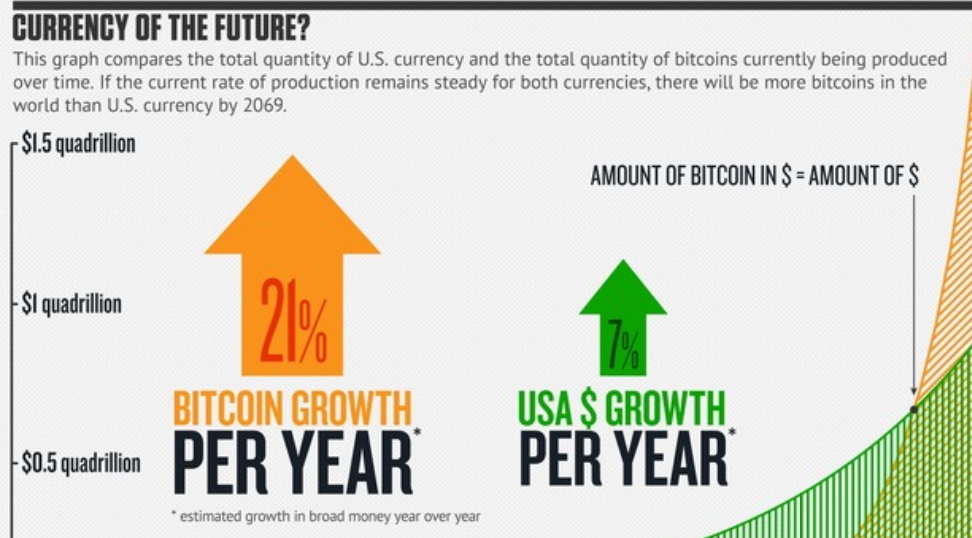 CURRENCY OF THE FUTURE?
This graph compares the total quantity of U.S. currency and the total quantity of bitcoins currently being produced
over time. If the current rate of production remains steady for both currencies, there will be more bitcoins in the
world than U.S. currency by 2069.
$1.5 quadrillion
AMOUNT OF BITCOIN IN $ = AMOUNT OF $
$1 quadrillion
21%
7%
BITCOIN GROWTH
PER YEAR*
USA $ GROWTH
PER YEAR*
$0.5 quadrillion
* estimated growth in broad money year over year